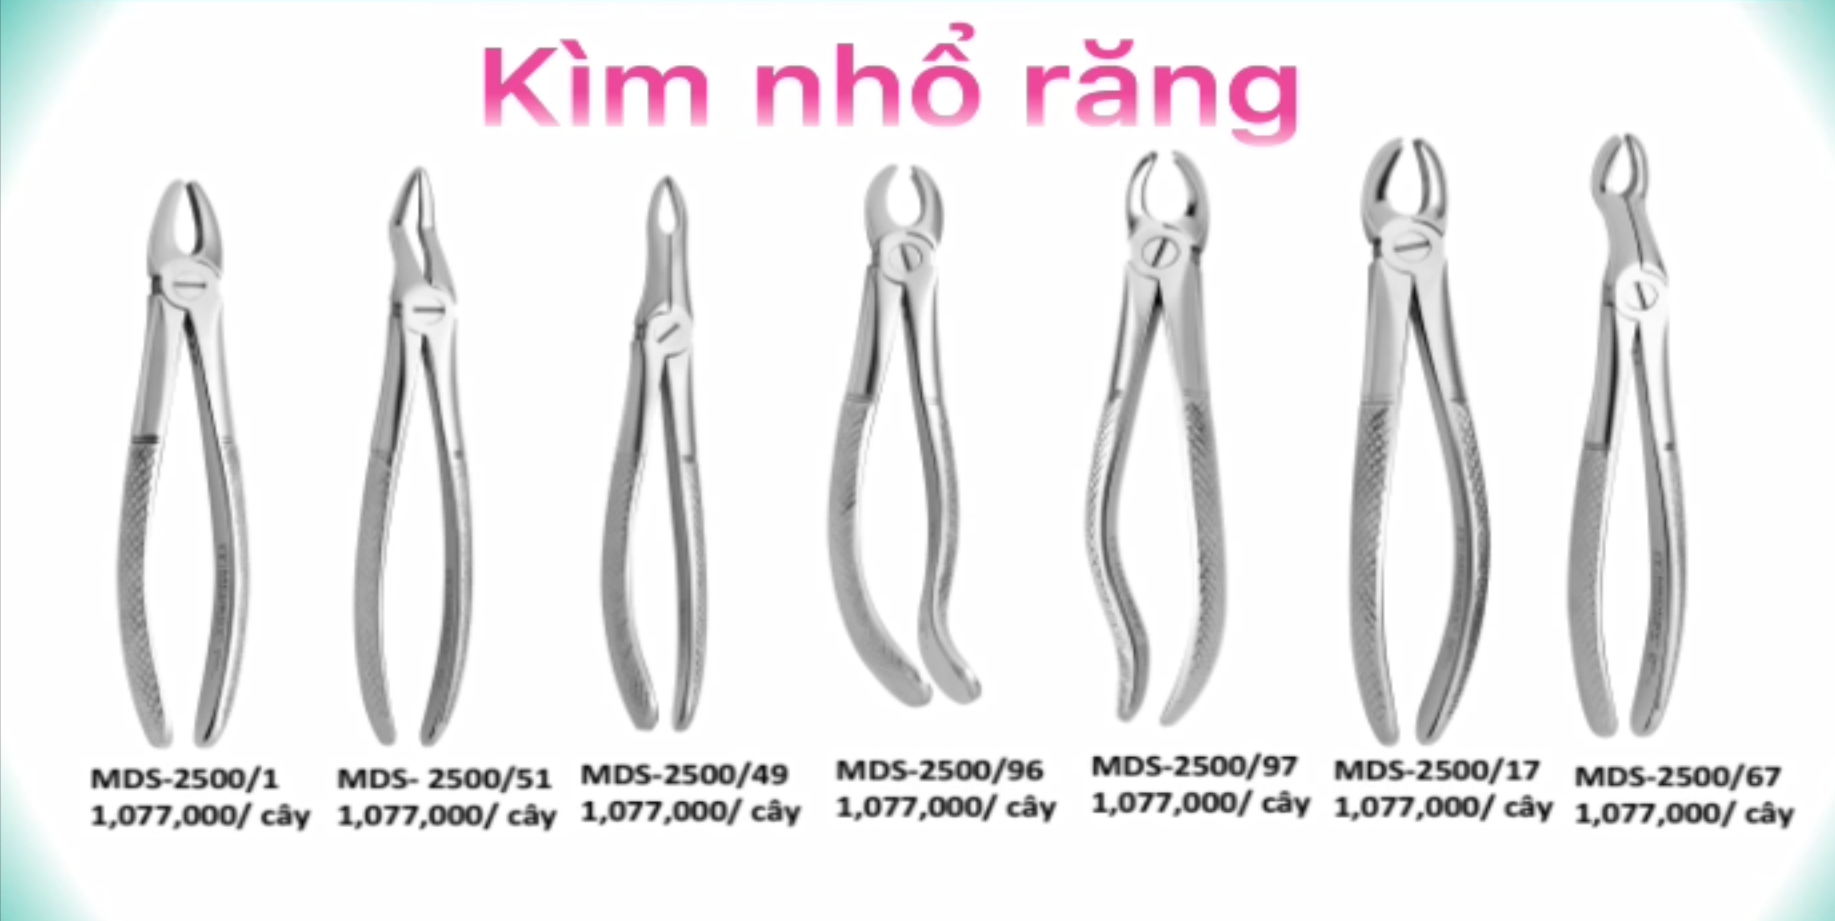 Kìm nhổ răng
MDS-2500/1
1,077,000/ cây
MDS- 2500/51
1,077,000/ cây
MDS-2500/49
1,077,000/ cây
MDS-2500/96
1,077,000/ cây
MDS-2500/97
1,077,000/ cây
MDS-2500/17
1,077,000/ cây
MDS-2500/67
1,077,000/ cây